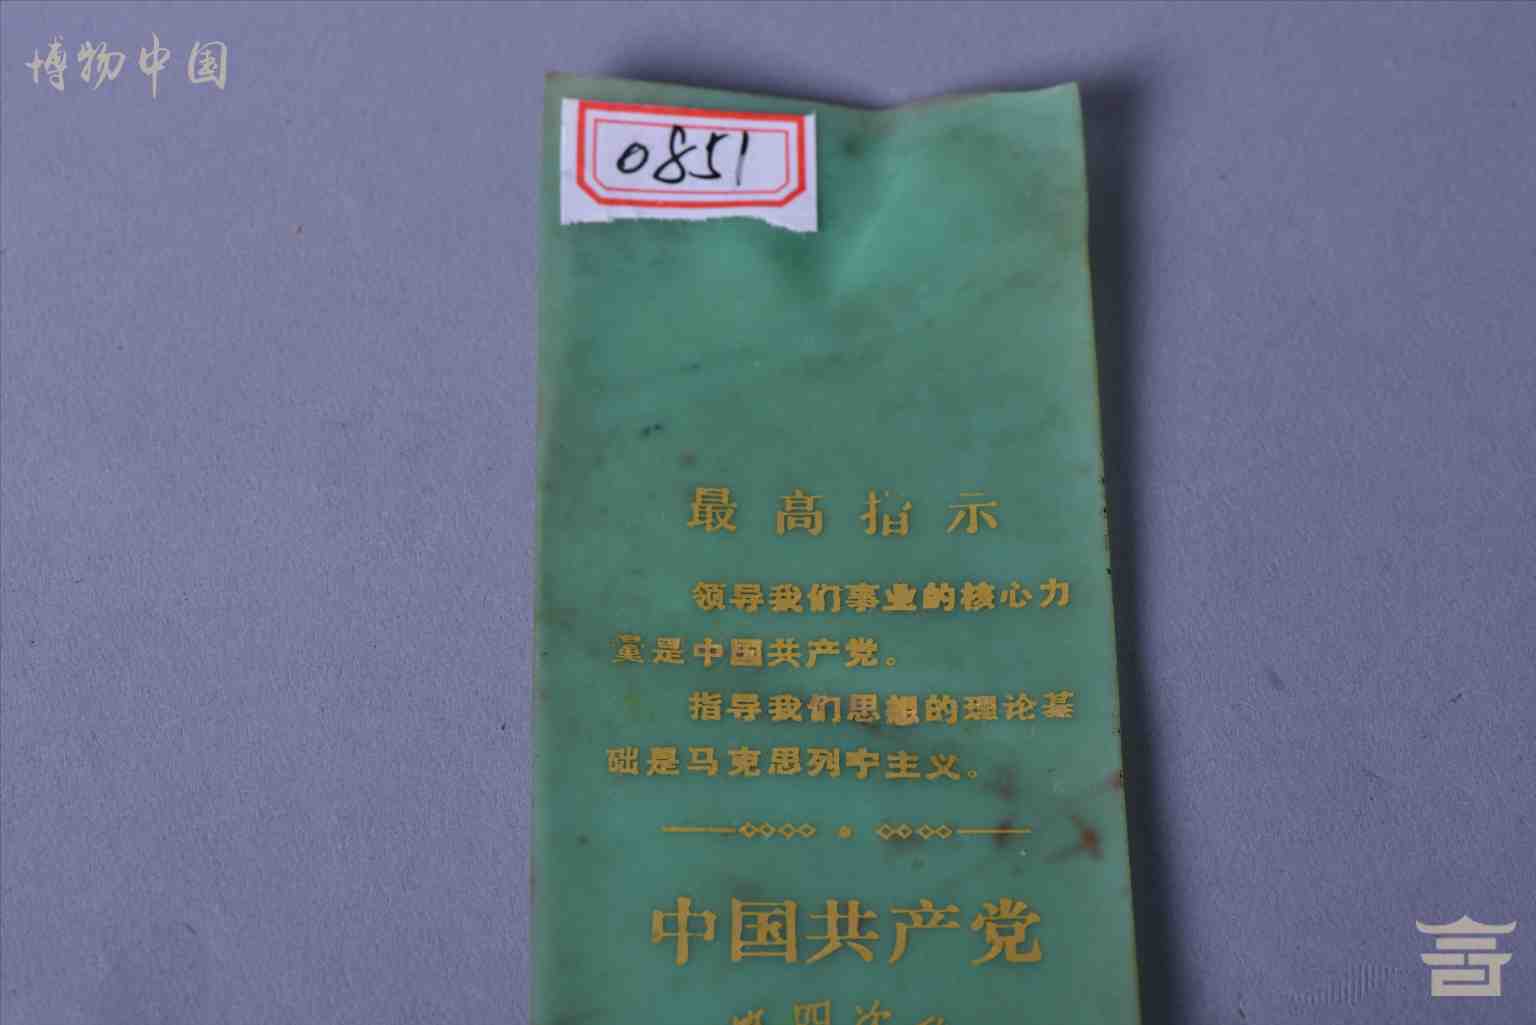 博物中国
0851
最高指示
领导我们事业的核心力
量是中国共产党。
指导我们思想的理论基
础是马克思列宁主义。
中国共产党
四次